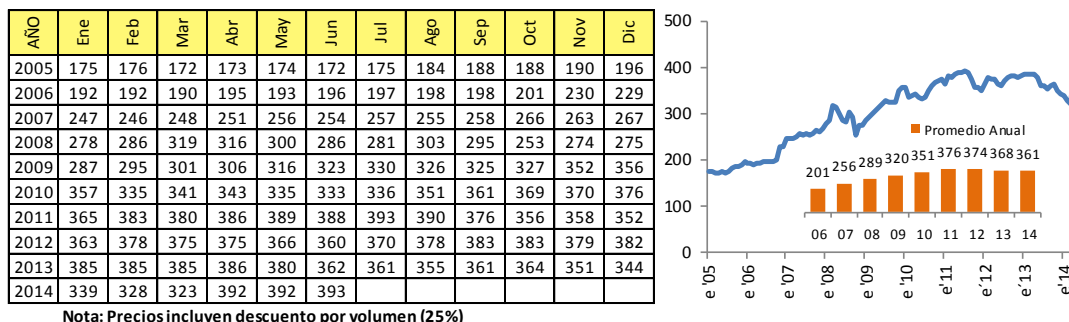 AÑO Ene Feb Mar Abr May Jun Jul Ago Sep Oct Nov Dic
2005 175 176 172 173 174 172 175 184 188 188 190 196
2006 192 192 190 195 193 196 197 198 198 201 230 229
2007 247 246 248 251 256 254 257 255 258 266 263 267
2008 278 286 319 316 300 286 281 303 295 253 274 275
2009 287 295 301 306 316 323 330 326 325 327 352 356
2010 357 335 341 343 335 333 336 351 361 369 370 376
2011 365 383 380 386 389 388 393 390 376 356 358 352
2012 363 378 375 375 366 360 370 378 383 383 379 382
2013 385 385 385 386 380 362 361 355 361 364 351 344
2014 339 328 323 392 392 393
Nota: Precios incluyen descuento por volumen (25%)
500
400
300
200
100
0
Promedio Anual
201 256 289 320 351 376 374 368 361
06 07 08 09 10 11 12 13 14
e'05 e'06 e'07 e'08 e'09 e'10 e'11 e'12 e'13 e'14